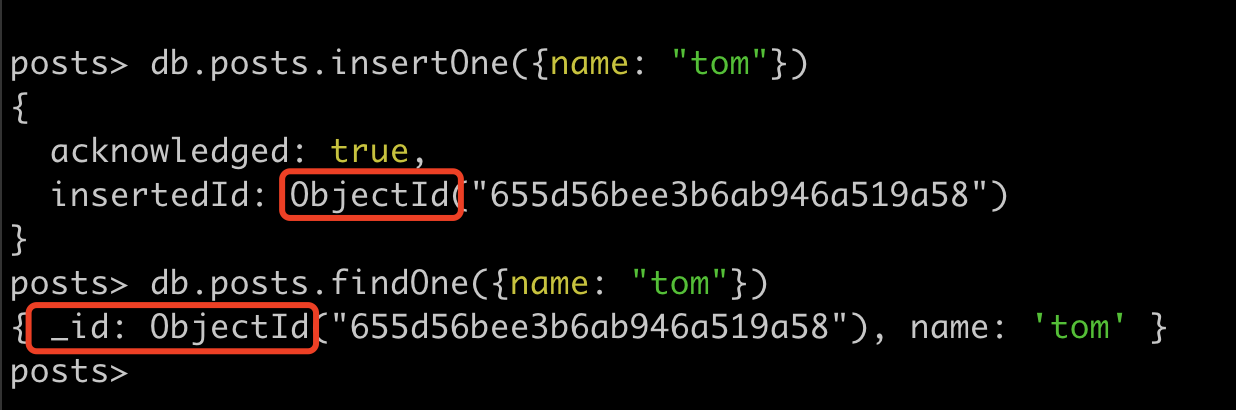 posts> db.posts.insertOne({name: "tom"})
{
  acknowledged: true,
  insertedId: ObjectId("655d56bee3b6ab946a519a58")
}
posts> db.posts.findOne({name: "tom"})
{ _id: ObjectId("655d56bee3b6ab946a519a58"), name: 'tom' }
posts>